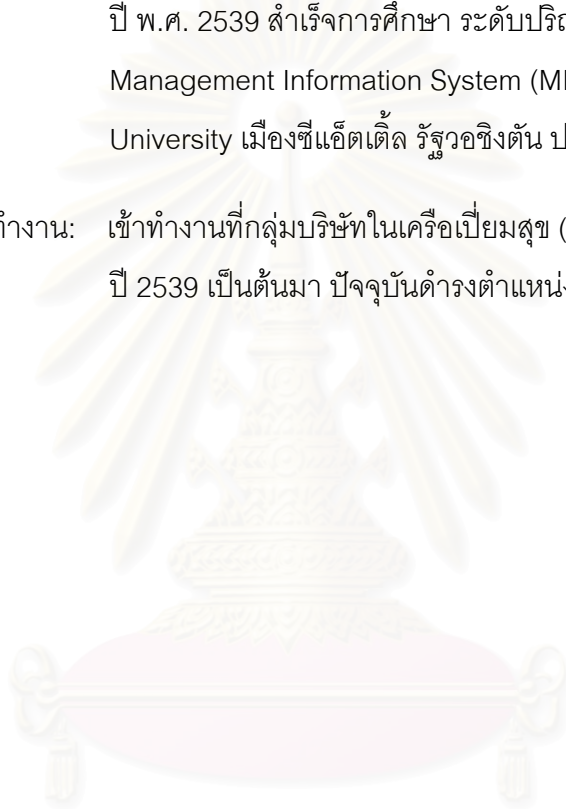 ปี พ.ศ. 2539 สำเร็จการศึกษา ระดับปริ
Management Information System (M
University เมืองซีแอ็ตเติ้ล รัฐวอชิงตัน ป
ทำงาน: เข้าทำงานที่กลุ่มบริษัทในเครือเปี่ยมสุข (
ปี 2539 เป็นต้นมา ปัจจุบันดำรงตำแหน่ง